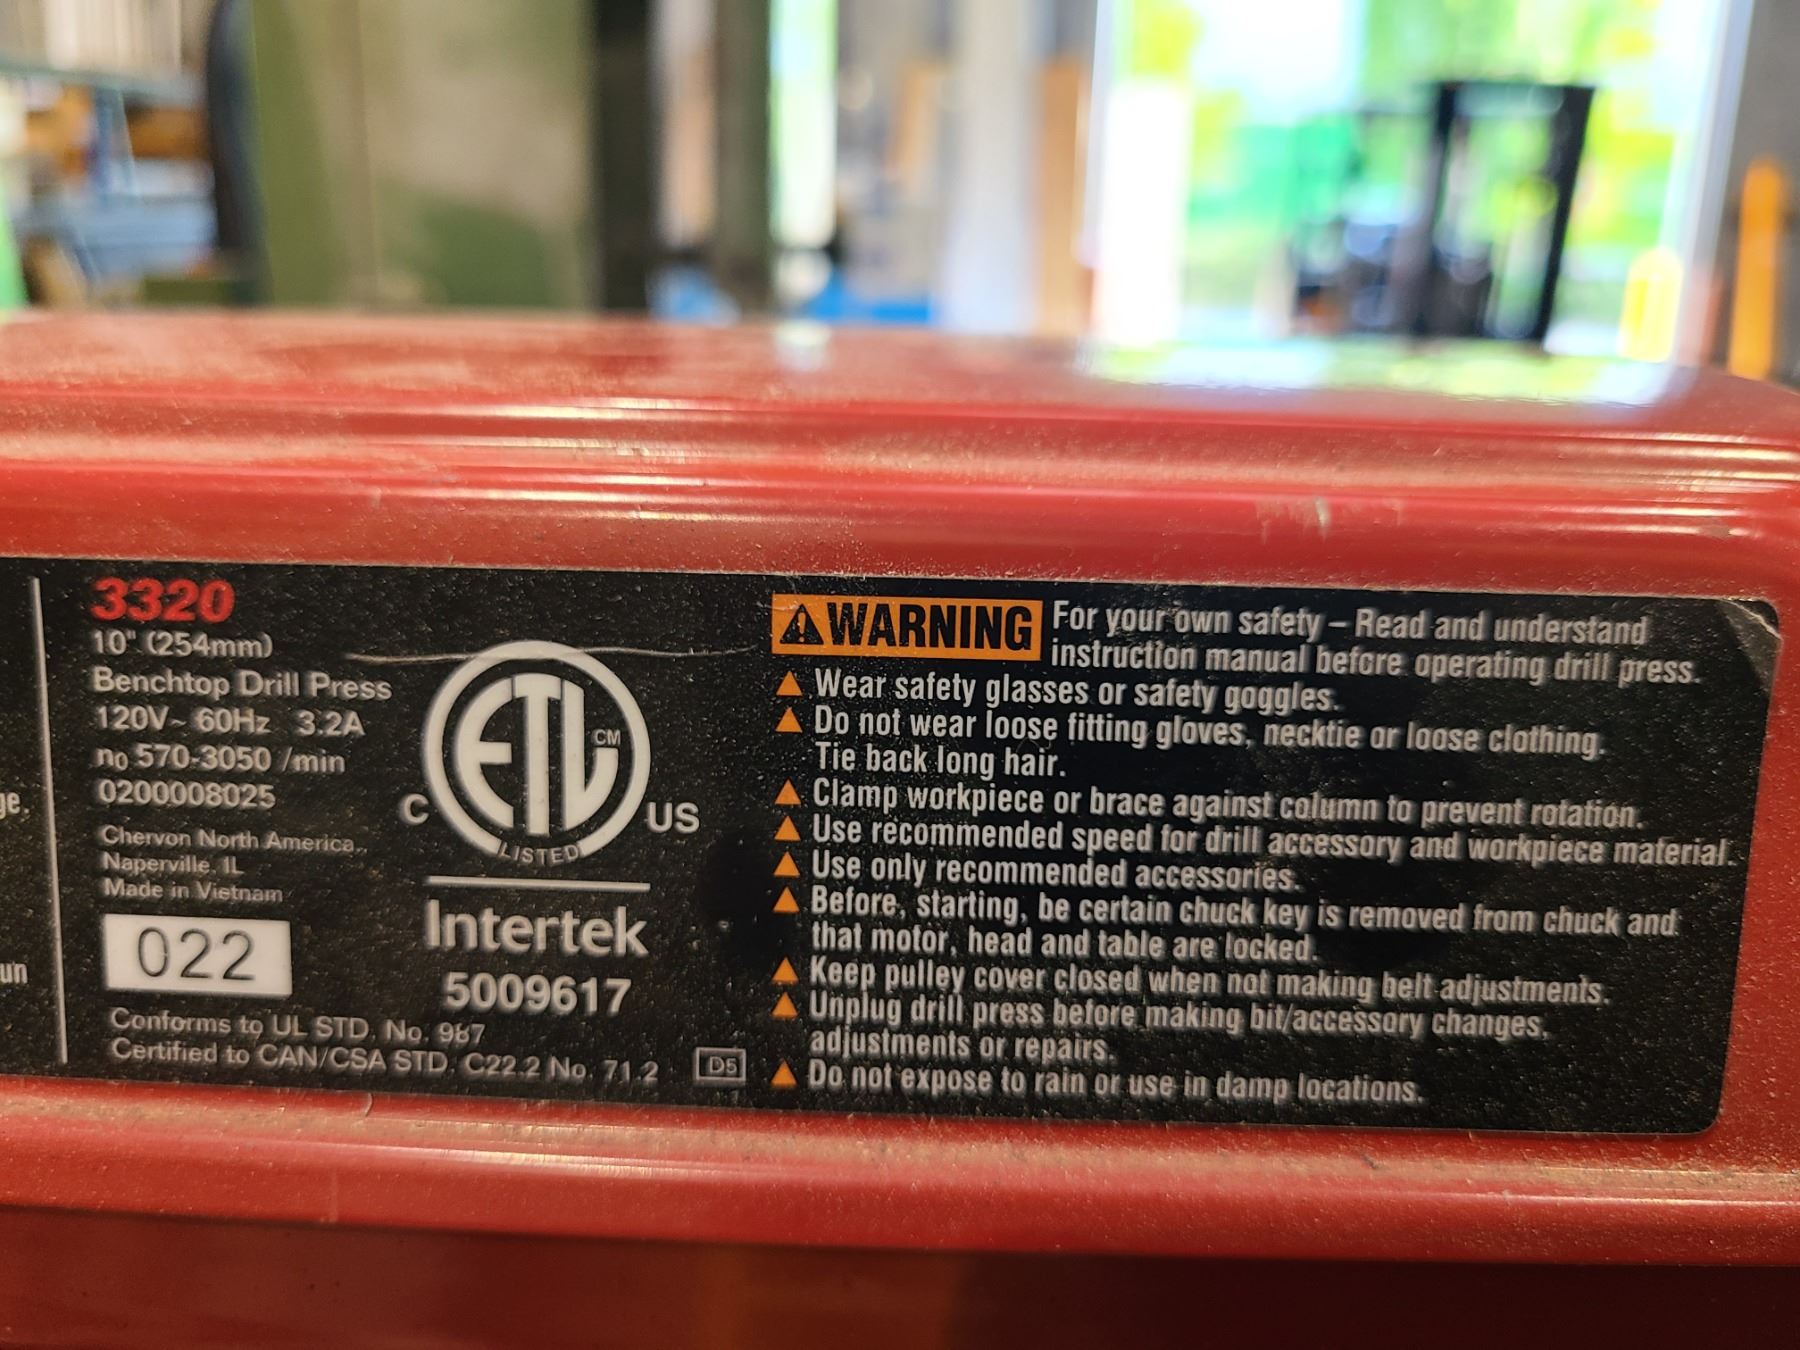 ge.
un
3320
10" (254mm)
Benchtop Drill Press
120V~ 60Hz 3.2A
no 570-3050 /min
0200008025
Chervon North America.,
Naperville, IL
Made in Vietnam
022
Conforms to UL STD. No. 987
Certified to CAN/CSA STD. C22.2 No. 71.2
D5
ETL CM
LISTED
C US
Intertek
5009617
WARNING For your own safety – Read and understand
instruction manual before operating drill press.
Wear safety glasses or safety goggles.
Do not wear loose fitting gloves, necktie or loose clothing.
Tie back long hair.
Clamp workpiece or brace against column to prevent rotation.
Use recommended speed for drill accessory and workpiece material.
Use only recommended accessories.
Before, starting, be certain chuck key is removed from chuck and
that motor, head and table are locked.
Keep pulley cover closed when not making belt adjustments.
Unplug drill press before making bit/accessory changes,
adjustments or repairs.
Do not expose to rain or use in damp locations.